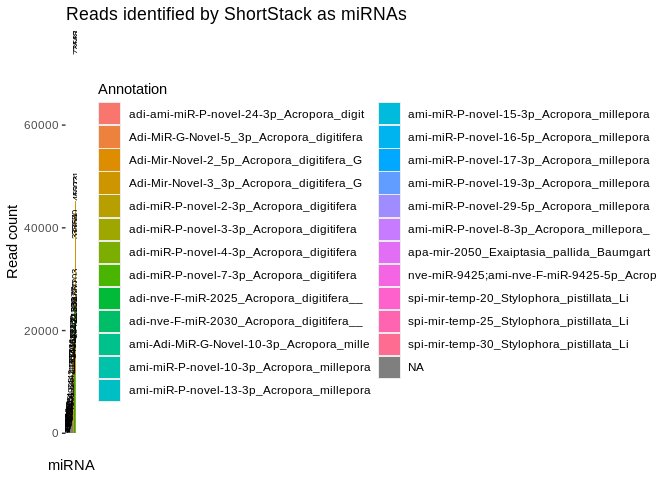 Reads identified by ShortStack as miRNAs
Annotation
adi-ami-miR-P-novel-24-3p_Acropora_digit
Adi-MiR-G-Novel-5_3p_Acropora_digitifera
Adi-Mir-Novel-2_5p_Acropora_digitifera_G
Adi-Mir-Novel-3_3p_Acropora_digitifera_G
adi-miR-P-novel-2-3p_Acropora_digitifera
adi-miR-P-novel-3-3p_Acropora_digitifera
adi-miR-P-novel-4-3p_Acropora_digitifera
adi-miR-P-novel-7-3p_Acropora_digitifera
adi-nve-F-miR-2025_Acropora_digitifera__
adi-nve-F-miR-2030_Acropora_digitifera__
ami-Adi-MiR-G-Novel-10-3p_Acropora_mille
ami-miR-P-novel-10-3p_Acropora_millepora
ami-miR-P-novel-13-3p_Acropora_millepora
ami-miR-P-novel-15-3p_Acropora_millepora
ami-miR-P-novel-16-5p_Acropora_millepora
ami-miR-P-novel-17-3p_Acropora_millepora
ami-miR-P-novel-19-3p_Acropora_millepora
ami-miR-P-novel-29-5p_Acropora_millepora
ami-miR-P-novel-8-3p_Acropora_millepora_
apa-mir-2050_Exaiptasia_pallida_Baumgart
nve-miR-9425;ami-nve-F-miR-9425-5p_Acrop
spi-mir-temp-20_Stylophora_pistillata_Li
spi-mir-temp-25_Stylophora_pistillata_Li
spi-mir-temp-30_Stylophora_pistillata_Li
NA
60000
40000
20000
0
Read count
miRNA